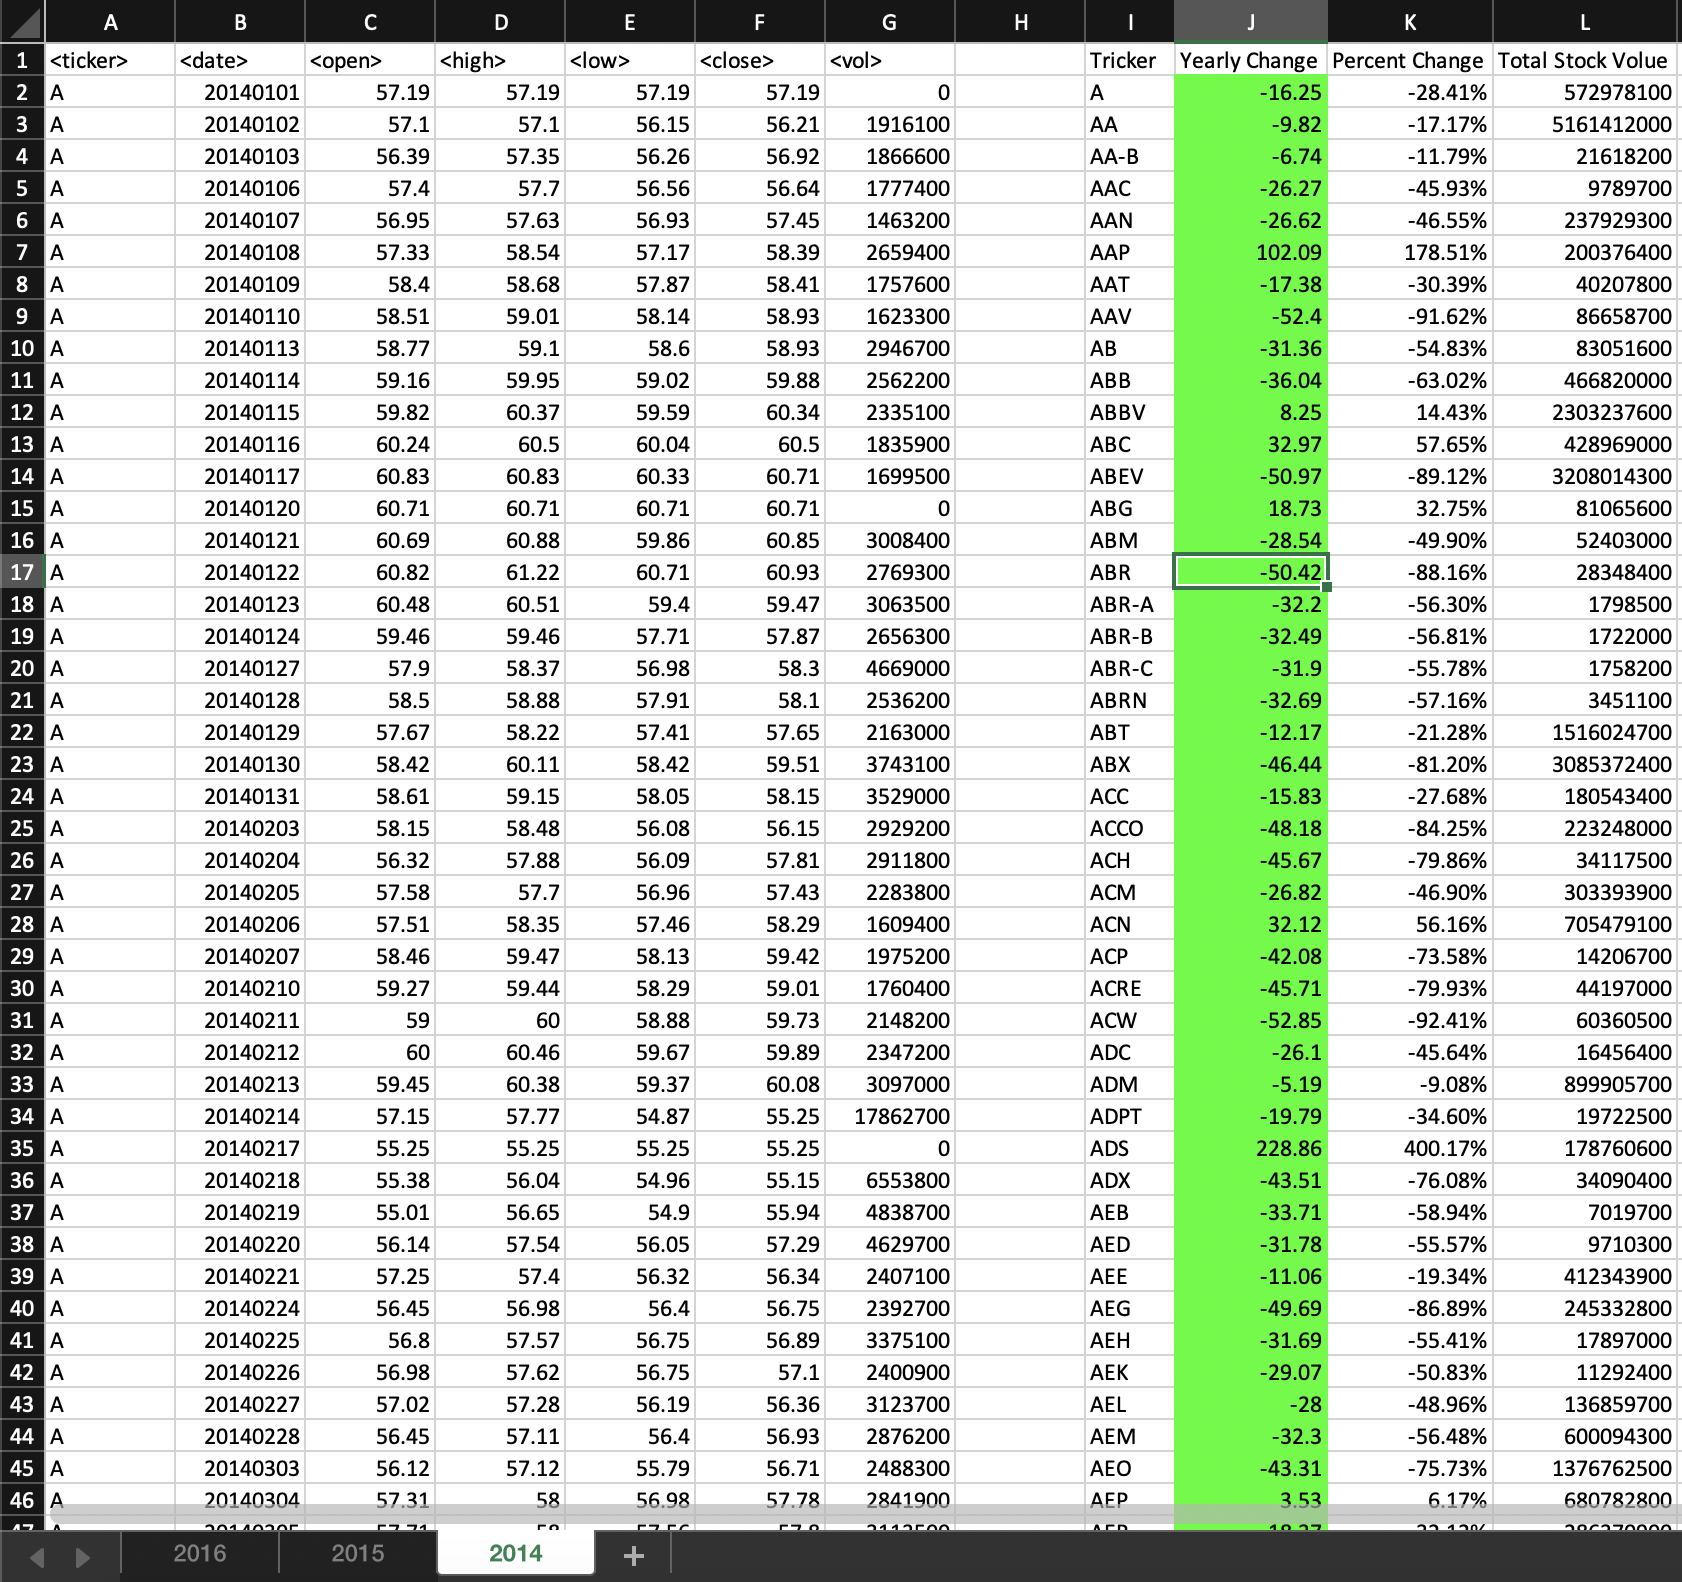 A B C D E F G H I J K L
1 <ticker> <date> <open> <high> <low> <close> <vol> Tricker Yearly Change Percent Change Total Stock Volue
2 A 20140101 57.19 57.19 57.19 57.19 0 A -16.25 -28.41% 572978100
3 A 20140102 57.1 57.1 56.15 56.21 1916100 AA -9.82 -17.17% 5161412000
4 A 20140103 56.39 57.35 56.26 56.92 1866600 AA-B -6.74 -11.79% 21618200
5 A 20140106 57.4 57.7 56.56 56.64 1777400 AAC -26.27 -45.93% 9789700
6 A 20140107 56.95 57.63 56.93 57.45 1463200 AAN -26.62 -46.55% 237929300
7 A 20140108 57.33 58.54 57.17 58.39 2659400 AAP 102.09 178.51% 200376400
8 A 20140109 58.4 58.68 57.87 58.41 1757600 AAT -17.38 -30.39% 40207800
9 A 20140110 58.51 59.01 58.14 58.93 1623300 AAV -52.4 -91.62% 86658700
10 A 20140113 58.77 59.1 58.6 58.93 2946700 AB -31.36 -54.83% 83051600
11 A 20140114 59.16 59.95 59.02 59.88 2562200 ABB -36.04 -63.02% 466820000
12 A 20140115 59.82 60.37 59.59 60.34 2335100 ABBV 8.25 14.43% 2303237600
13 A 20140116 60.24 60.5 60.04 60.5 1835900 ABC 32.97 57.65% 428969000
14 A 20140117 60.83 60.83 60.33 60.71 1699500 ABEV -50.97 -89.12% 3208014300
15 A 20140120 60.71 60.71 60.71 60.71 0 ABG 18.73 32.75% 81065600
16 A 20140121 60.69 60.88 59.86 60.85 3008400 ABM -28.54 -49.90% 52403000
17 A 20140122 60.82 61.22 60.71 60.93 2769300 ABR -50.42 -88.16% 28348400
18 A 20140123 60.48 60.51 59.4 59.47 3063500 ABR-A -32.2 -56.30% 1798500
19 A 20140124 59.46 59.46 57.71 57.87 2656300 ABR-B -32.49 -56.81% 1722000
20 A 20140127 57.9 58.37 56.98 58.3 4669000 ABR-C -31.9 -55.78% 1758200
21 A 20140128 58.5 58.88 57.91 58.1 2536200 ABRN -32.69 -57.16% 3451100
22 A 20140129 57.67 58.22 57.41 57.65 2163000 ABT -12.17 -21.28% 1516024700
23 A 20140130 58.42 60.11 58.42 59.51 3743100 ABX -46.44 -81.20% 3085372400
24 A 20140131 58.61 59.15 58.05 58.15 3529000 ACC -15.83 -27.68% 180543400
25 A 20140203 58.15 58.48 56.08 56.15 2929200 ACCO -48.18 -84.25% 223248000
26 A 20140204 56.32 57.88 56.09 57.81 2911800 ACH -45.67 -79.86% 34117500
27 A 20140205 57.58 57.7 56.96 57.43 2283800 ACM -26.82 -46.90% 303393900
28 A 20140206 57.51 58.35 57.46 58.29 1609400 ACN 32.12 56.16% 705479100
29 A 20140207 58.46 59.47 58.13 59.42 1975200 ACP -42.08 -73.58% 14206700
30 A 20140210 59.27 59.44 58.29 59.01 1760400 ACRE -45.71 -79.93% 44197000
31 A 20140211 59 60 58.88 59.73 2148200 ACW -52.85 -92.41% 60360500
32 A 20140212 60 60.46 59.67 59.89 2347200 ADC -26.1 -45.64% 16456400
33 A 20140213 59.45 60.38 59.37 60.08 3097000 ADM -5.19 -9.08% 899905700
34 A 20140214 57.15 57.77 54.87 55.25 17862700 ADPT -19.79 -34.60% 19722500
35 A 20140217 55.25 55.25 55.25 55.25 0 ADS 228.86 400.17% 178760600
36 A 20140218 55.38 56.04 54.96 55.15 6553800 ADX -43.51 -76.08% 34090400
37 A 20140219 55.01 56.65 54.9 55.94 4838700 AEB -33.71 -58.94% 7019700
38 A 20140220 56.14 57.54 56.05 57.29 4629700 AED -31.78 -55.57% 9710300
39 A 20140221 57.25 57.4 56.32 56.34 2407100 AEE -11.06 -19.34% 412343900
40 A 20140224 56.45 56.98 56.4 56.75 2392700 AEG -49.69 -86.89% 245332800
41 A 20140225 56.8 57.57 56.75 56.89 3375100 AEH -31.69 -55.41% 17897000
42 A 20140226 56.98 57.62 56.75 57.1 2400900 AEK -29.07 -50.83% 11292400
43 A 20140227 57.02 57.28 56.19 56.36 3123700 AEL -28 -48.96% 136859700
44 A 20140228 56.45 57.11 56.4 56.93 2876200 AEM -32.3 -56.48% 600094300
45 A 20140303 56.12 57.12 55.79 56.71 2488300 AEO -43.31 -75.73% 1376762500
46 A 20140304 57.31 58 56.98 57.78 2841900 AEP 3.53 6.17% 680782800
2016 2015 2014